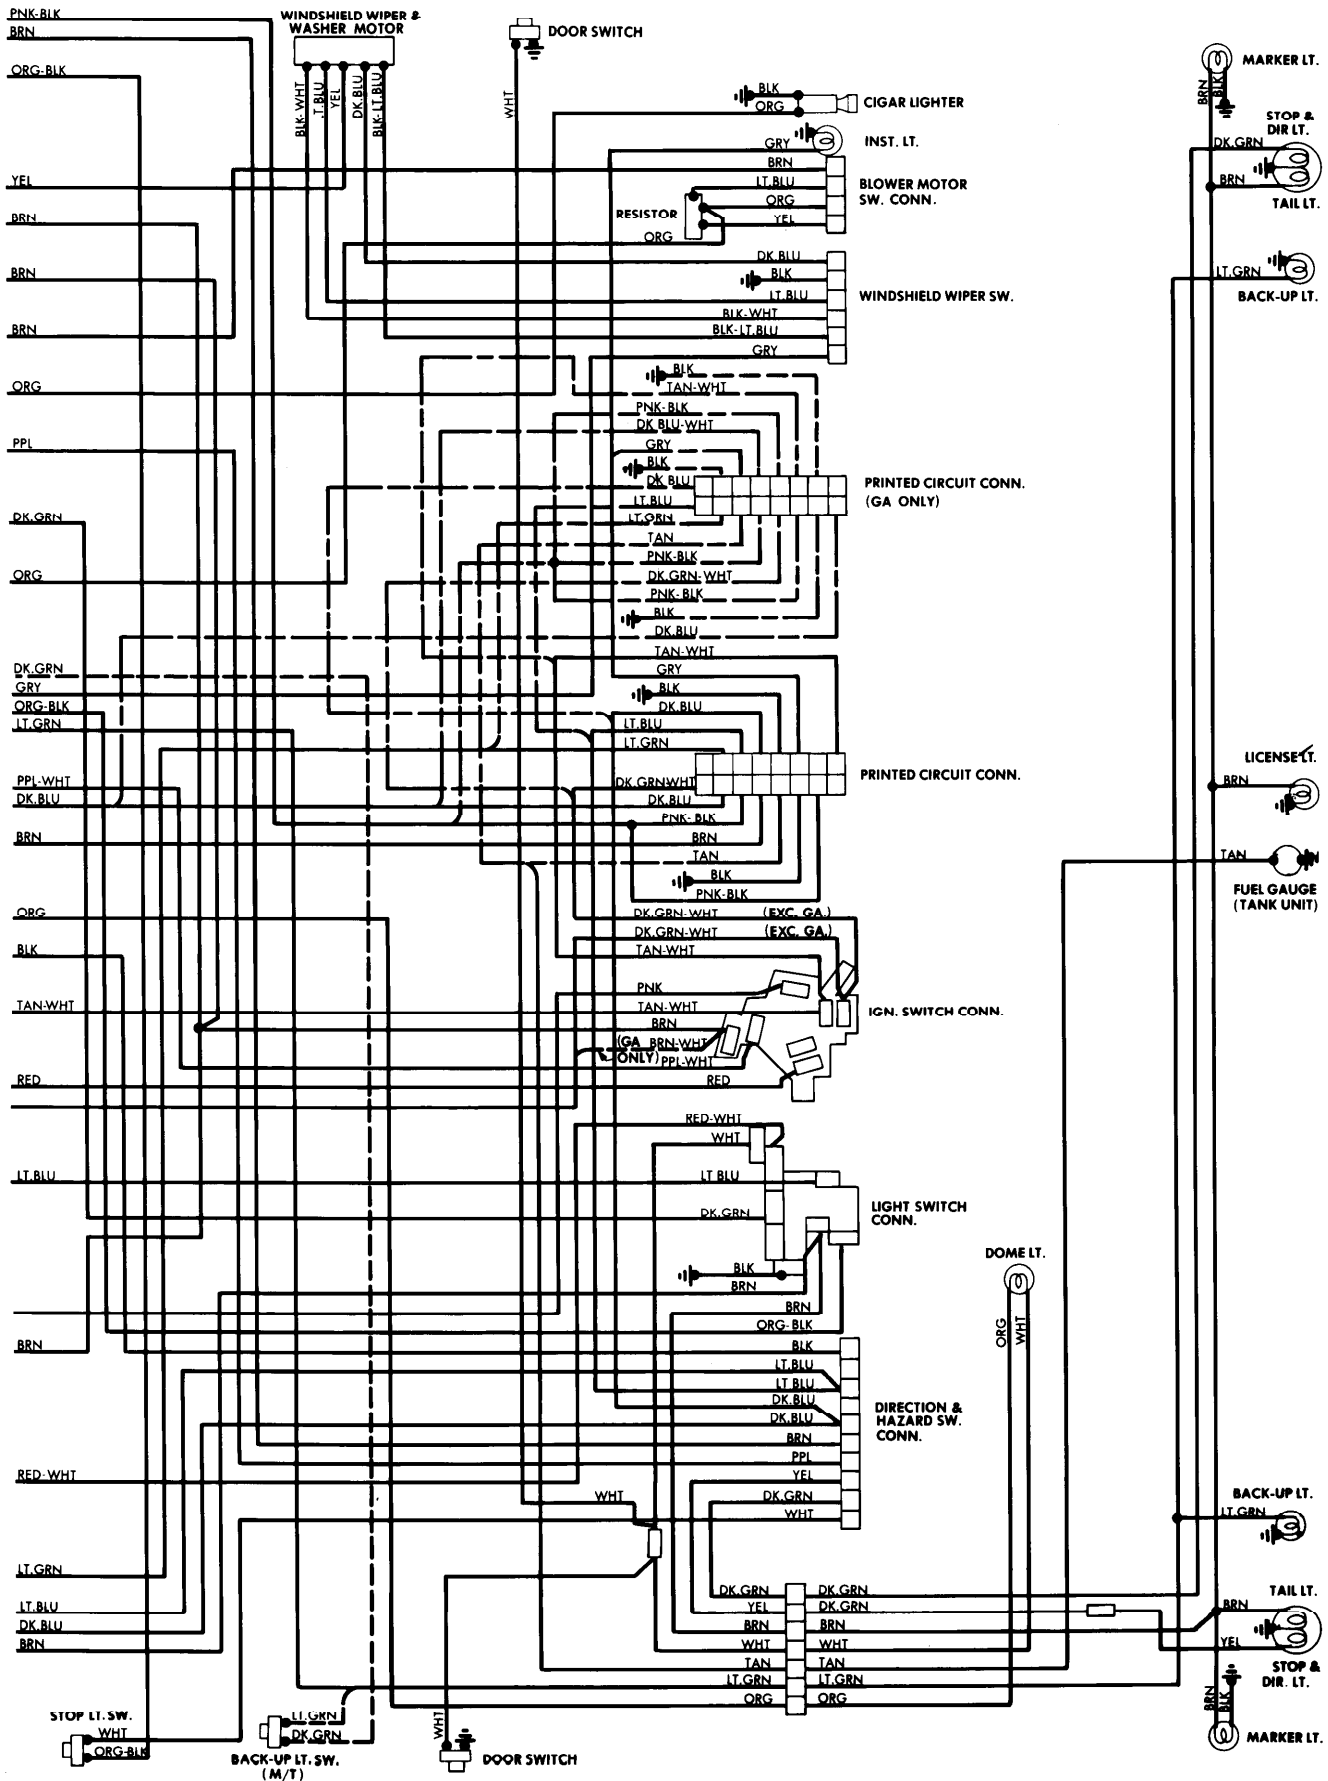 PNK-BLK
BRN
ORG-BLK
WINDSHIELD WIPER &
WASHER MOTOR
BLK-WHT
LT.BLU
YEL
DK.BLU
BLK-LT.BLU
DOOR SWITCH
WHT
BLK
ORG
CIGAR LIGHTER
GRY
INST. LT.
BRN
LT.BLU
ORG
YEL
BLOWER MOTOR
SW. CONN.
RESISTOR
ORG
DK.BLU
BLK
LT.BLU
BLK-WHT
BLK-LT.BLU
GRY
WINDSHIELD WIPER SW.
MARKER LT.
BRN
BLK
STOP &
DIR LT.
DK.GRN
BRN
TAIL LT.
LT.GRN
BACK-UP LT.
YEL
BRN
BRN
BRN
ORG
PPL
DK.GRN
ORG
BLK
TAN-WHT
PNK-BLK
DK BLU-WHT
GRY
BLK
DK BLU
LT.BLU
LT.GRN
TAN
PNK-BLK
DK.GRN-WHT
PNK-BLK
BLK
DK.BLU
PRINTED CIRCUIT CONN.
(GA ONLY)
DK.GRN
GRY
ORG-BLK
LT.GRN
PPL-WHT
DK.BLU
BRN
TAN-WHT
GRY
BLK
DK.BLU
LT.BLU
LT.GRN
DK.GRN-WHT
DK.BLU
PNK-BLK
BRN
TAN
BLK
PNK-BLK
PRINTED CIRCUIT CONN.
LICENSE LT.
BRN
TAN
FUEL GAUGE
(TANK UNIT)
ORG
BLK
TAN-WHT
RED
DK.GRN-WHT (EXC. GA.)
DK.GRN-WHT (EXC. GA.)
TAN-WHT
PNK
TAN-WHT
BRN
(GA
ONLY)
BRN-WHT
PPL-WHT
RED
IGN. SWITCH CONN.
LT.BLU
RED-WHT
WHT
LT BLU
DK.GRN
BLK
BRN
BRN
ORG-BLK
LIGHT SWITCH
CONN.
DOME LT.
ORG
WHT
BRN
RED-WHT
BLK
LT.BLU
LT BLU
DK.BLU
DK.BLU
BRN
PPL
YEL
DK.GRN
WHT
WHT
DIRECTION &
HAZARD SW.
CONN.
BACK-UP LT.
LT.GRN
LT.GRN
LT.BLU
DK.BLU
BRN
DK.GRN
YEL
BRN
WHT
TAN
LT.GRN
ORG
DK.GRN
DK.GRN
BRN
WHT
TAN
LT.GRN
ORG
TAIL LT.
BRN
YEL
STOP &
DIR. LT.
BRN
BLK
MARKER LT.
STOP LT. SW.
WHT
ORG-BLK
LT.GRN
DK.GRN
BACK-UP LT. SW.
(M/T)
WHT
DOOR SWITCH